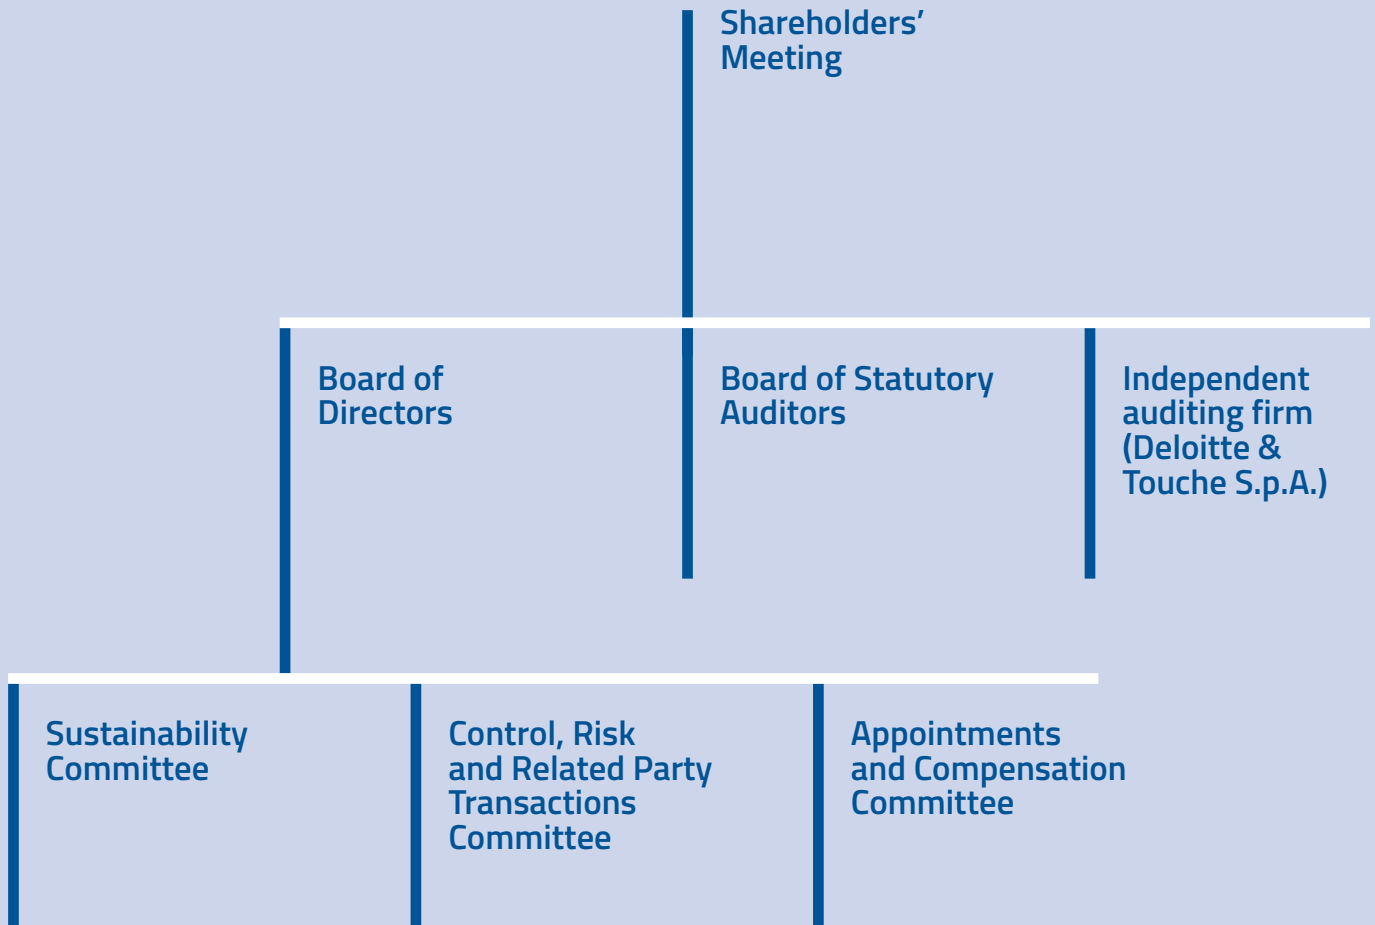 Shareholders’
Meeting
Board of
Directors
Board of Statutory
Auditors
Independent
auditing firm
(Deloitte &
Touche S.p.A.)
Sustainability
Committee
Control, Risk
and Related Party
Transactions
Committee
Appointments
and Compensation
Committee